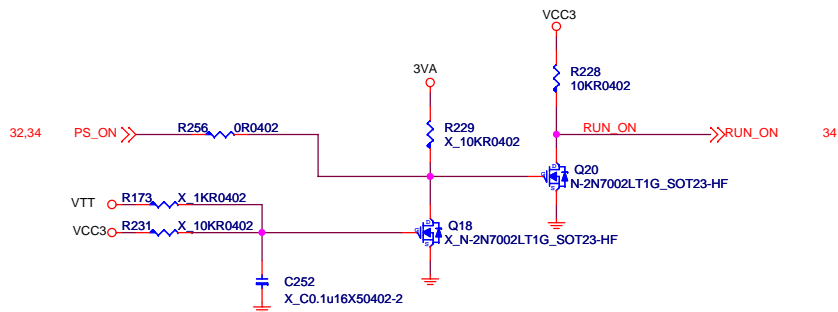 VCC3
3VA
R228
10KR0402
32,34 PS_ON R256 0R0402
R229
X_10KR0402
RUN_ON RUN_ON 34
Q20
N-2N7002LT1G_SOT23-HF
VTT R173 X_1KR0402
VCC3 R231 X_10KR0402
Q18
X_N-2N7002LT1G_SOT23-HF
C252
X_C0.1u16X50402-2